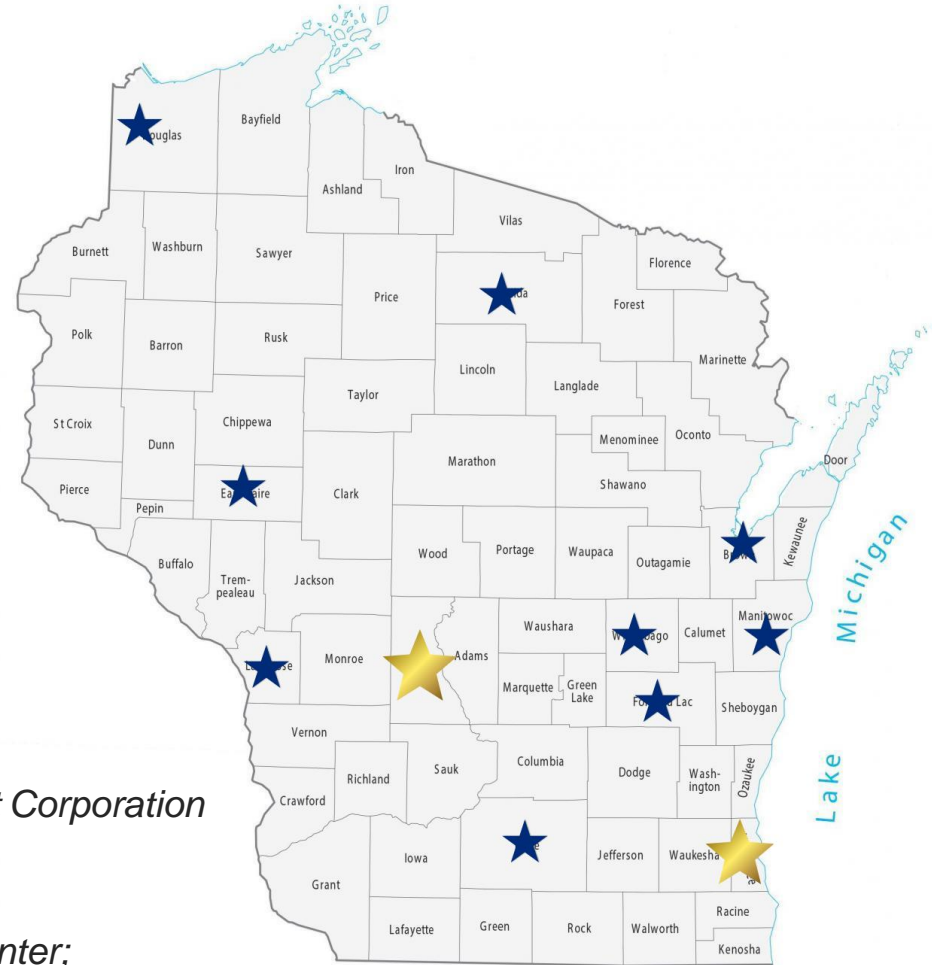 Bayfield
Iron
Ashland
Vilas
Washburn
Burnett
Sawyer
Florence
Price
Forest
Polk
Rusk
Barron
Marinette
Lincoln
Langlade
Taylor
St Croix
Chippewa
Dunn
Menominee
Oconto
Marathon
Door
Pierce
Clark
Shawano
Pepin
Kewaunee
Buffalo
Wood
Portage
Waupaca
Outagamie
Trem-
pealeau
Jackson
Michigan
Manitowoc
Waushara
Calumet
Monroe
Adams
Marquette
Green
Lake
Sheboygan
Vernon
Columbia
Sauk
Dodge
Wash-
ington
Ozaukee
Richland
Lake
Corporation
Crawford
Iowa
Jefferson
Waukesha
Grant
Racine
Lafayette
Green
Rock
Walworth
Kenosha
nter;